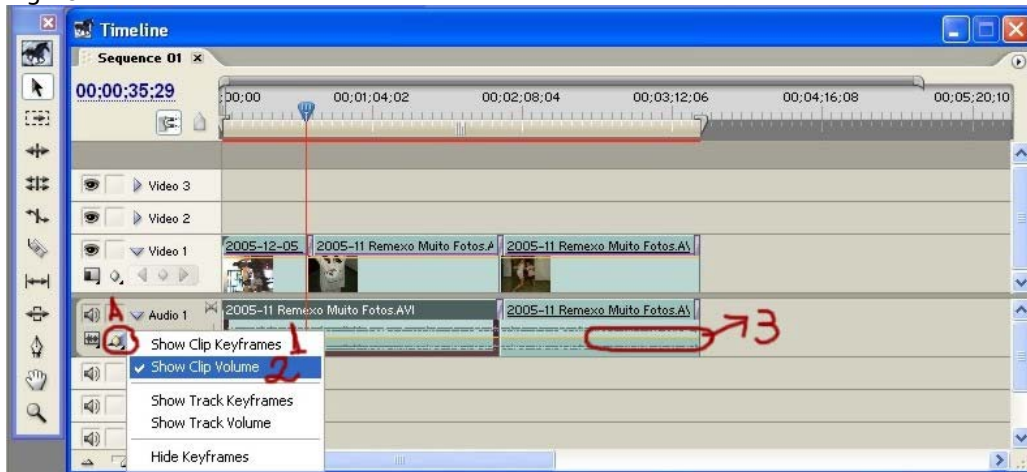 Timeline
Sequence 01
00;00;35;29
;00;00 00;01;04;02 00;02;08;04 00;03;12;06 00;04;16;08 00;05;20;10
Video 3
Video 2
Video 1
2005-12-05_ 2005-11 Remexo Muito Fotos.A 2005-11 Remexo Muito Fotos.A\
A Audio 1
2005-11 Remexo Muito Fotos.AVI 2005-11 Remexo Muito Fotos.A\
3
Show Clip Keyframes 1
Show Clip Volume 2
Show Track Keyframes
Show Track Volume
Hide Keyframes